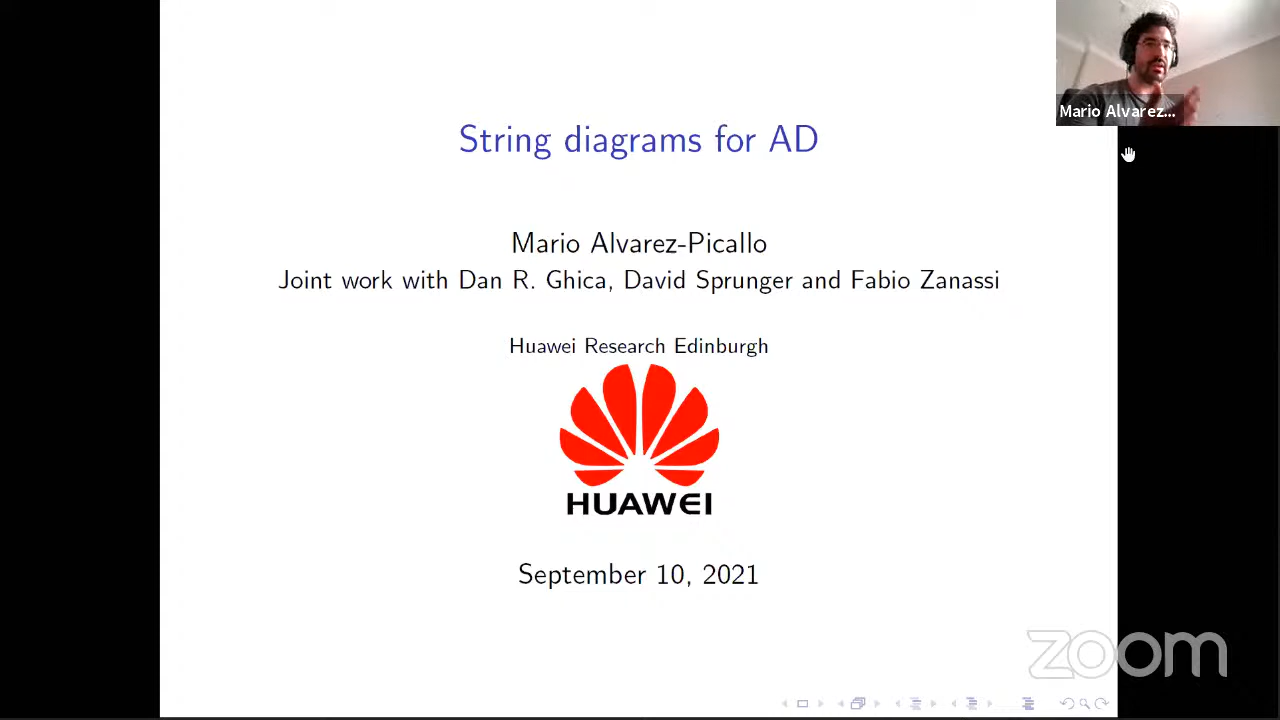 String diagrams for AD
Mario Alvarez...
Mario Alvarez-Picallo
Joint work with Dan R. Ghica, David Sprunger and Fabio Zanassi
Huawei Research Edinburgh
HUAWEI
September 10, 2021
zoom